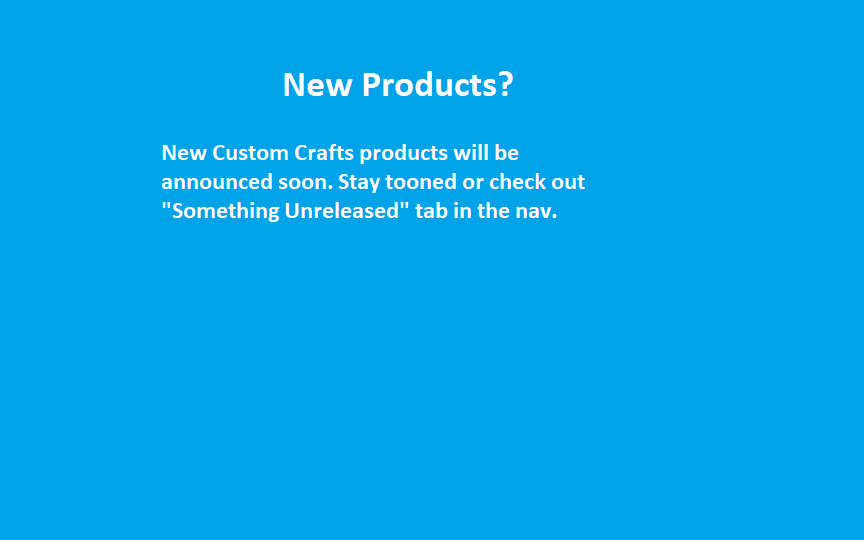 New Products?
New Custom Crafts products will be
announced soon. Stay tooned or check out
"Something Unreleased" tab in the nav.